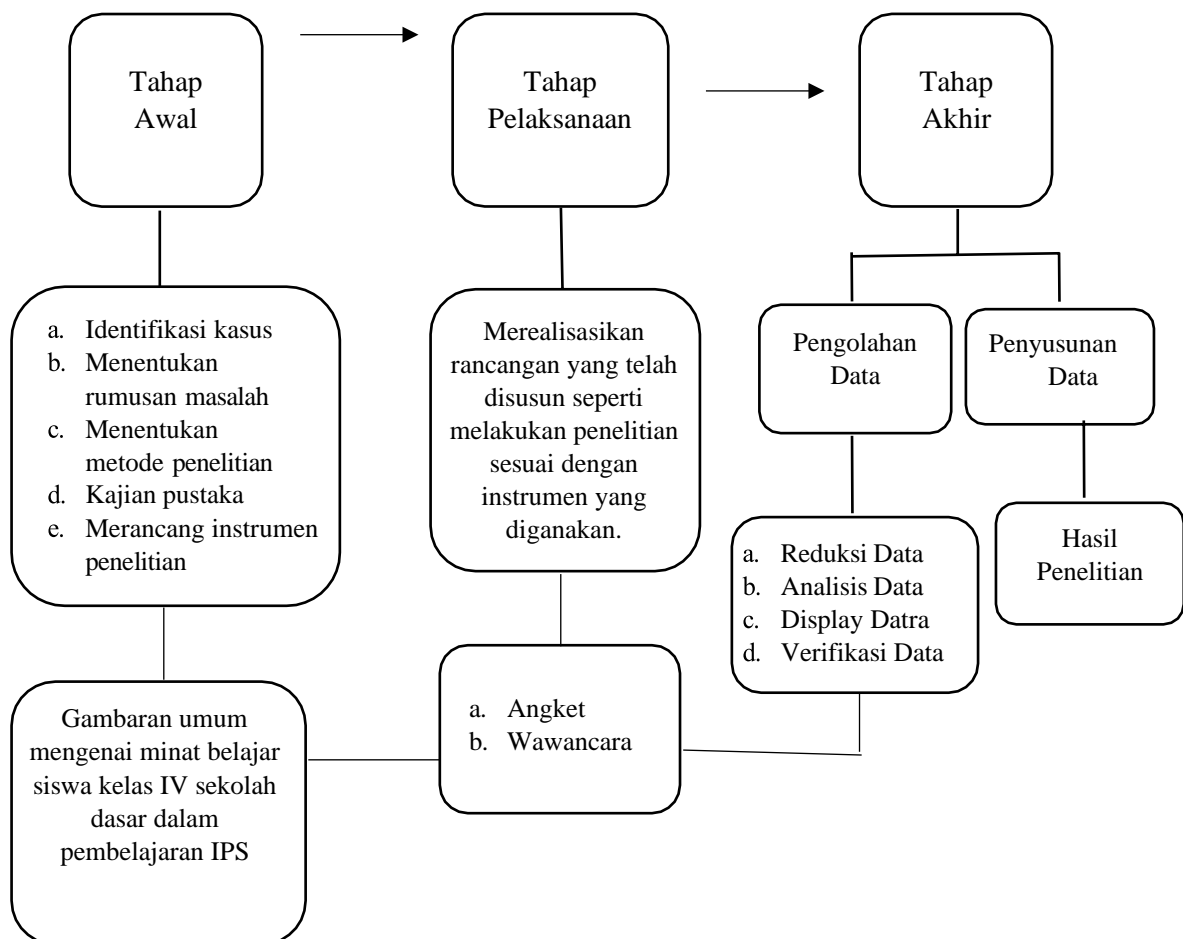 Tahap
Awal
Tahap
Pelaksanaan
Tahap
Akhir
a. Identifikasi kasus
b. Menentukan
rumusan masalah
c. Menentukan
metode penelitian
d. Kajian pustaka
e. Merancang instrumen
penelitian
Merealisasikan
rancangan yang telah
disusun seperti
melakukan penelitian
sesuai dengan
instrumen yang
diganakan.
Pengolahan
Data
Penyusunan
Data
a. Reduksi Data
b. Analisis Data
c. Display Datra
d. Verifikasi Data
Hasil
Penelitian
Gambaran umum
mengenai minat belajar
siswa kelas IV sekolah
dasar dalam
pembelajaran IPS
a. Angket
b. Wawancara